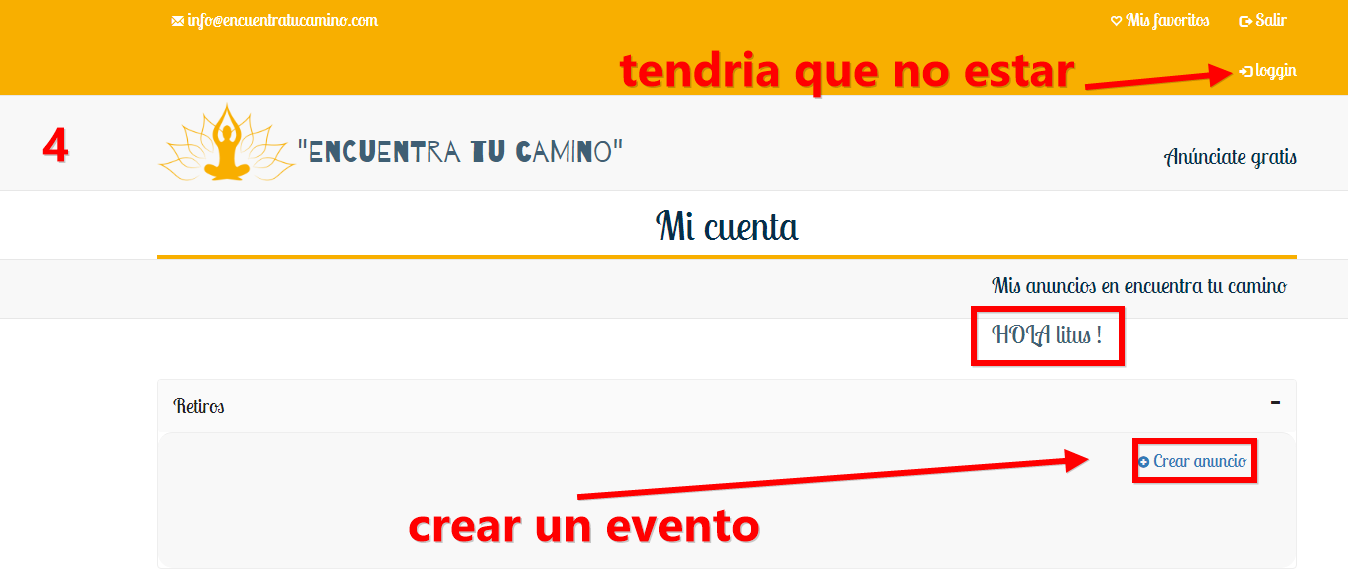 info@encuentratucamino.com
Mis favoritos
Salir
tendria que no estar
loggin
4
"ENCUENTRA TU CAMINO"
Anúnciate gratis
Mi cuenta
Mis anuncios en encuentra tu camino
HOLA litus !
Retiros
Crear anuncio
crear un evento